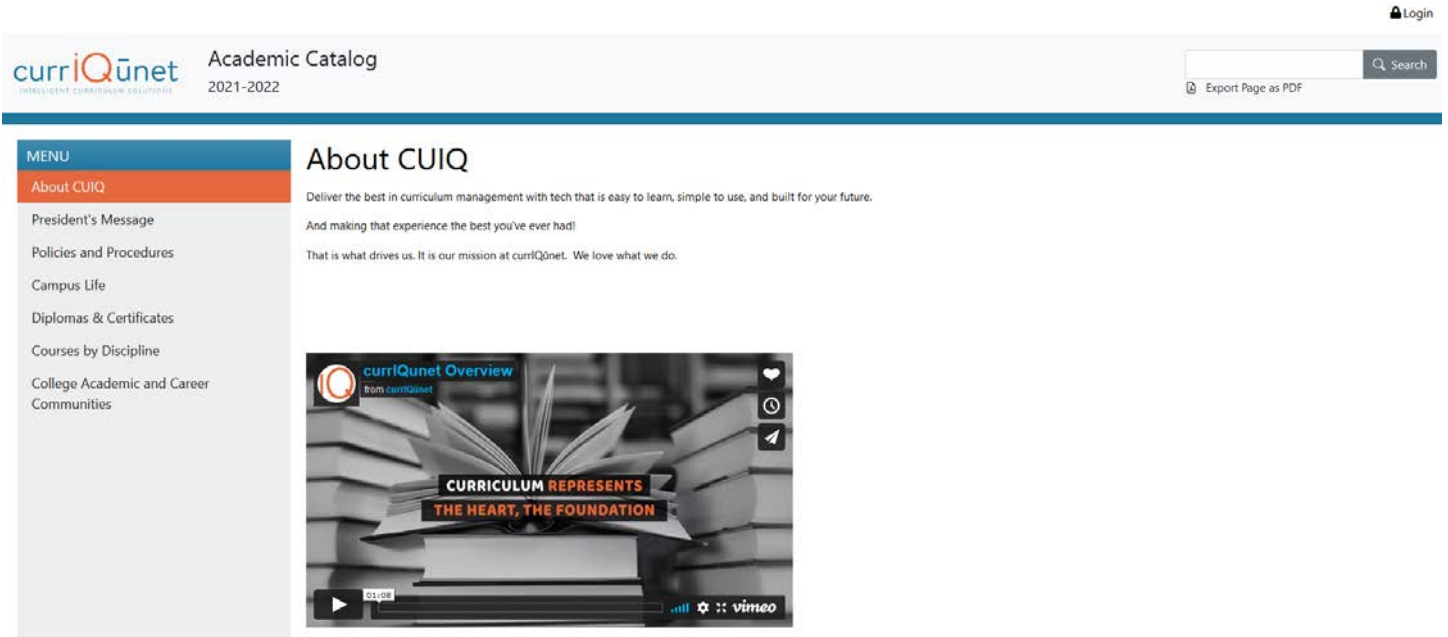 Login
currIQūnet
INTELLIGENT CURRICULUM SOLUTIONS
Academic Catalog
2021-2022
Search
Export Page as PDF
MENU
About CUIQ
President's Message
Policies and Procedures
Campus Life
Diplomas & Certificates
Courses by Discipline
College Academic and Career
Communities
About CUIQ
Deliver the best in curriculum management with tech that is easy to learn, simple to use, and built for your future.
And making that experience the best you've ever had!
That is what drives us. It is our mission at currIQūnet. We love what we do.
IQ
currIQunet Overview
from currIQūnet
CURRICULUM REPRESENTS
THE HEART, THE FOUNDATION
01:08
vimeo